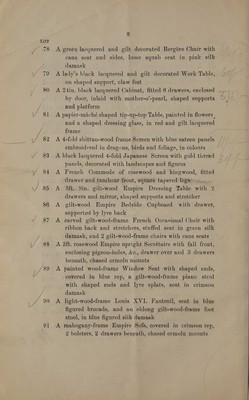 8
LOT
78 A green lacquered and gilt decorated Bergère Chair with
cane seat and sides, loose squab seat in pink silk
damask
79 A lady's black lacquered and gilt decorated Work Table,
on shaped support, claw feet
80 A 2 ft. black lacquered Cabinet, fitted 6 drawers, enclosed
by door, inlaid with mother-o'-pearl, shaped supports
and platform
81 A papier-mâché shaped tip-up-top Table, painted in flowers
and a shaped dressing glass, in red and gilt lacquered
frame
82 A 4-fold ebittan-wood frame Screen with blue sateen panels
embroidered in dragons, birds and foliage, in colours
83 A black lacquered 4-fold Japanese Screen with gold thread
panels, decorated with landscapes and figures
84 A French Commode of rosewood and kingwood, fitted
drawer and tambour front, square tapered legs
85 A 3ft. 3in. gilt-wood Empire Dressing Table with 2
drawers and mirror, shaped supports and stretcher
86 A gilt-wood Empire Bedside Cupboard with drawer,
supported by lyre back
87 A carved gilt-wood-frame French Occasional Chair with
ribbon back and stretchers, stuffed seat in green silk
damask, and 2 gilt-wood-frame chairs with cane seats
88 A 3ft. rosewood Empire upright Secrétaire with fall front,
enclosing pigeon-holes, &c., drawer over and 3 drawers
beneath, chased ormolu mounts
89 A painted wood-frame Window Seat with shaped ends,
covered in blue rep, a gilt-wood-frame piano stool
with shaped ends and lyre splats, seat in crimson
damask
90 A light-wood-frame Louis XVI. Fauteuil, seat in blue
figured brocade, and an oblong gilt-wood-frame foot
stool, in blue figured silk damask
91 A mahogany-frame Empire Sofa, covered in crimson rep,
2 bolsters, 2 drawers beneath, chased ormolu mounts